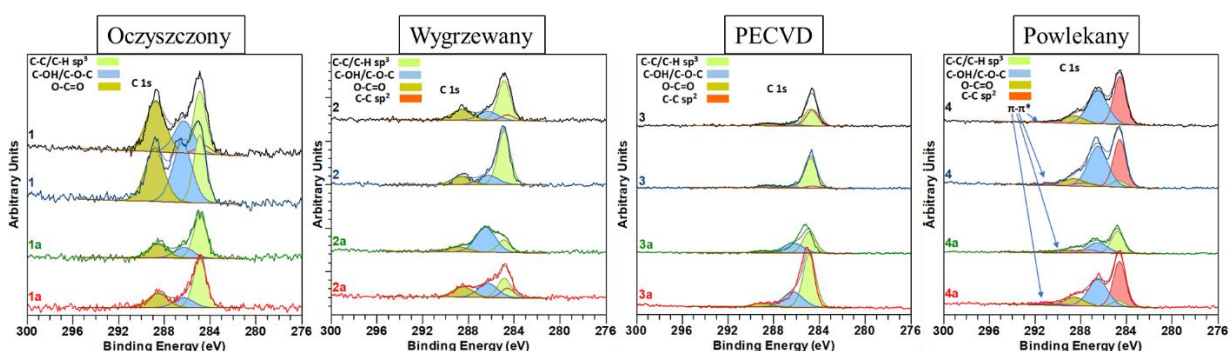 Oczyszczony
C-C/C-H sp³
C-OH/C-O-C
O-C=O
C 1s
1
1
1a
1a
Arbitrary Units
300 296 292 288 284 280 276
Binding Energy (eV)
Wygrzewany
C-C/C-H sp³
C-OH/C-O-C
O-C=O
C-C sp²
C 1s
2
2
2a
2a
Arbitrary Units
300 296 292 288 284 280 276
Binding Energy (eV)
PECVD
C-C/C-H sp³
C-OH/C-O-C
O-C=O
C-C sp²
C 1s
3
3
3a
3a
Arbitrary Units
300 296 292 288 284 280 276
Binding Energy (eV)
Powlekany
C-C/C-H sp³
C-OH/C-O-C
O-C=O
C-C sp²
π-π*
C 1s
4
4
4a
4a
Arbitrary Units
300 296 292 288 284 280 276
Binding Energy (eV)